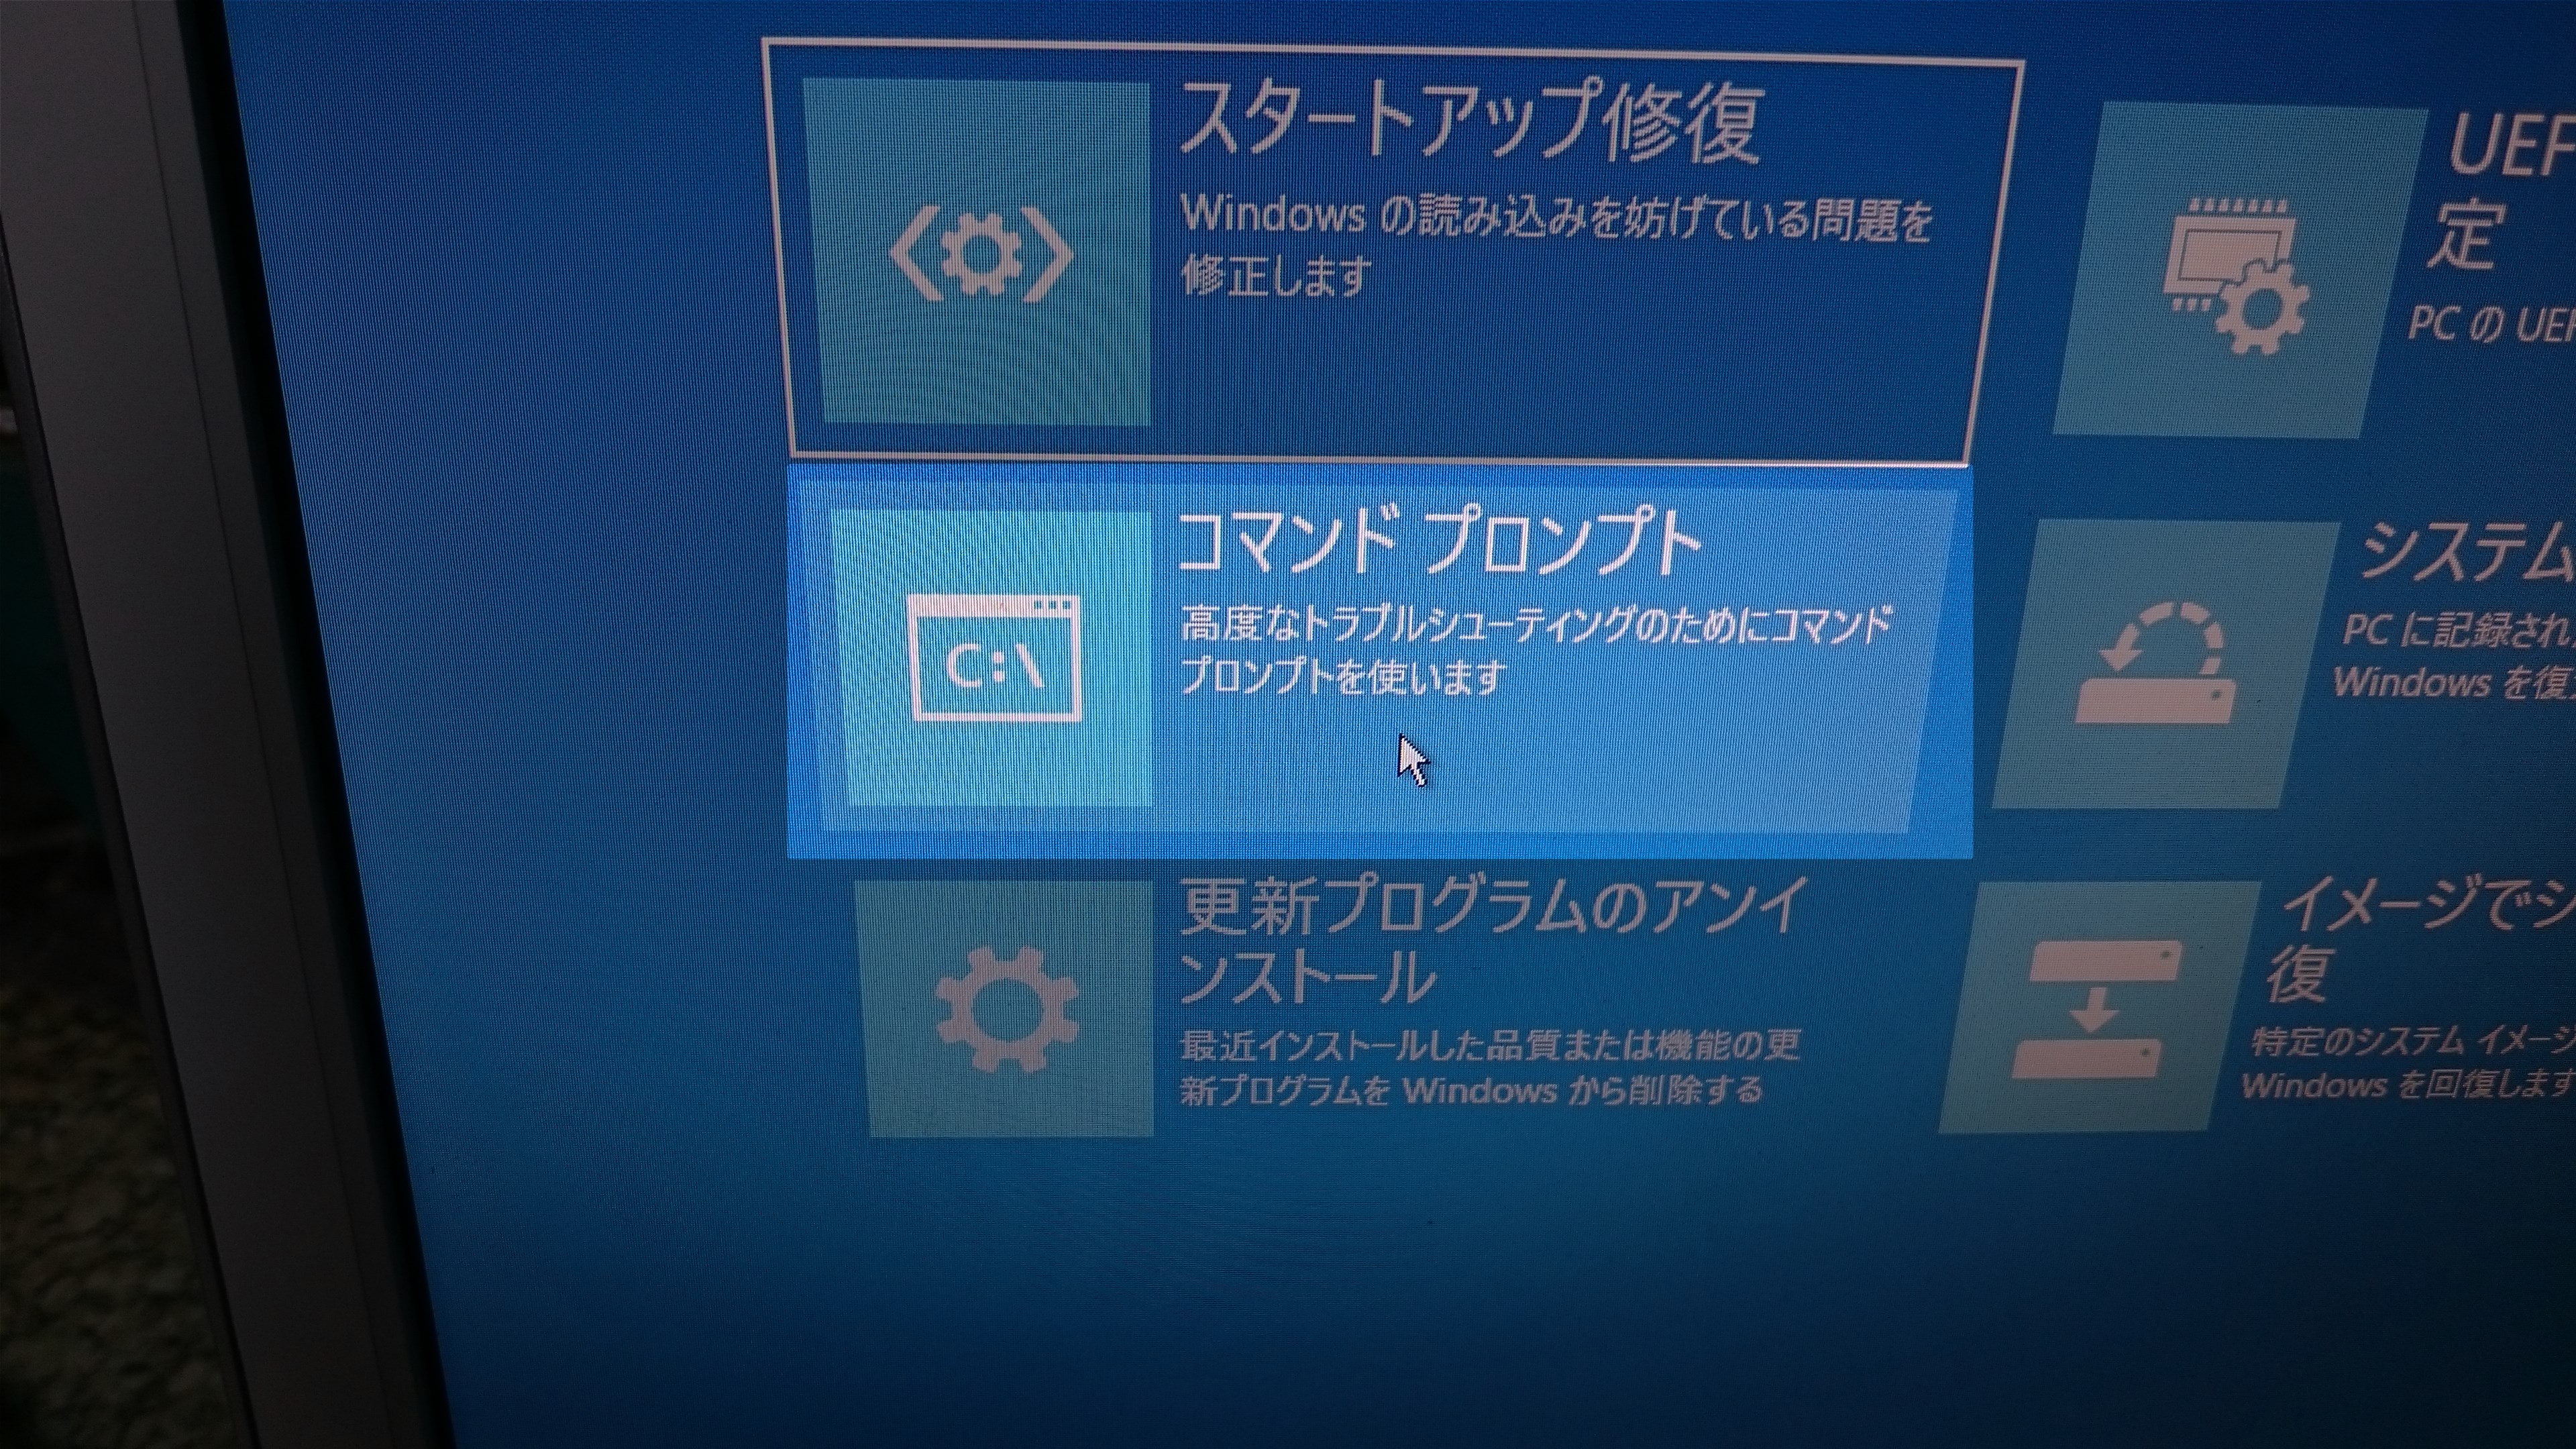 スタートアップ修復
Windows の読み込みを妨げている問題を
修正します
コマンド プロンプト
高度なトラブルシューティングのためにコマンド
プロンプトを使います
C:\
更新プログラムのアンイ
ンストール
最近インストールした品質または機能の更
新プログラムを Windows から削除する
UEF
定
PC の UEF
システム
PC に記録され
Windows を復
イメージでシ
復
特定のシステム イメージ
Windows を回復します